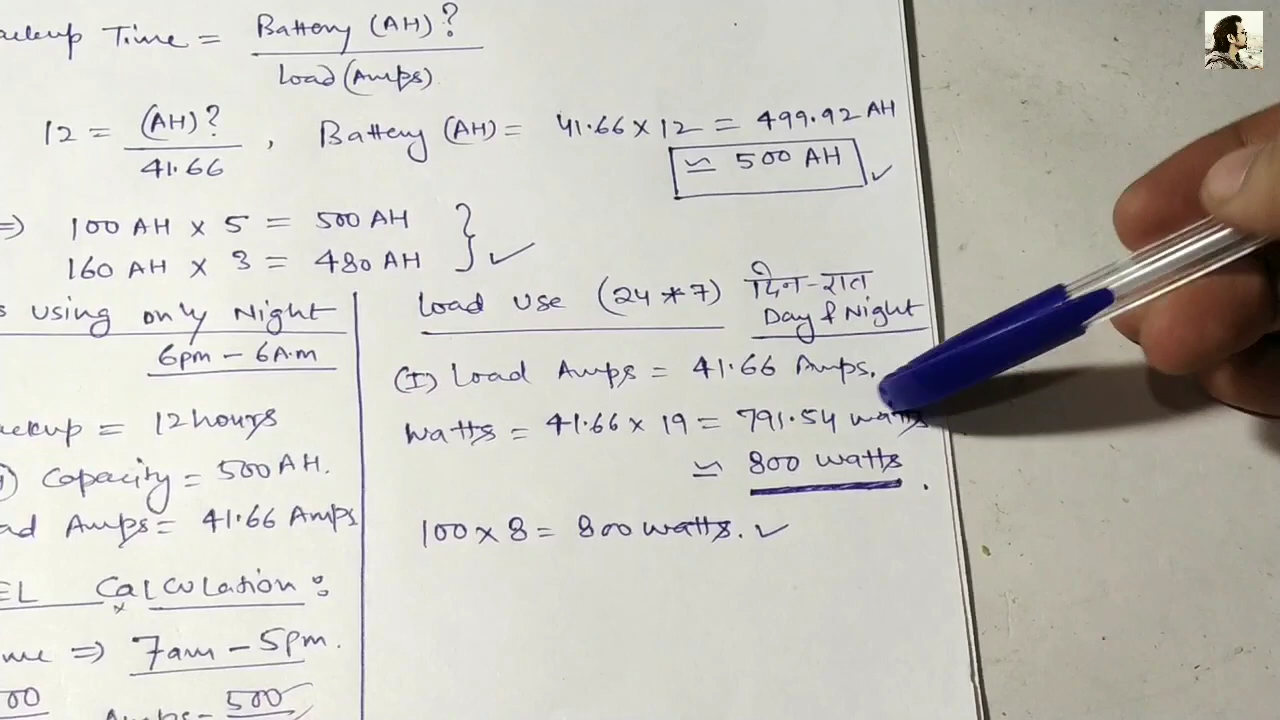 Backup Time = Battery (AH)? / Load (Amps)
12 = (AH)? / 41.66 , Battery (AH) = 41.66 x 12 = 499.92 AH
≃ 500 AH ✓
⇒ 100 AH x 5 = 500 AH
160 AH x 3 = 480 AH } ✓
using only Night
6pm - 6A.m
Backup = 12 hours
Capacity = 500 AH.
Load Amps = 41.66 Amps
CalCulation :
⇒ 7am - 5pm.
Amps = 500
Load Use (24*7) दिन-रात
Day & Night
(I) Load Amps = 41.66 Amps.
Watts = 41.66 x 19 = 791.54 watts
≃ 800 watts.
100 x 8 = 800 watts. ✓